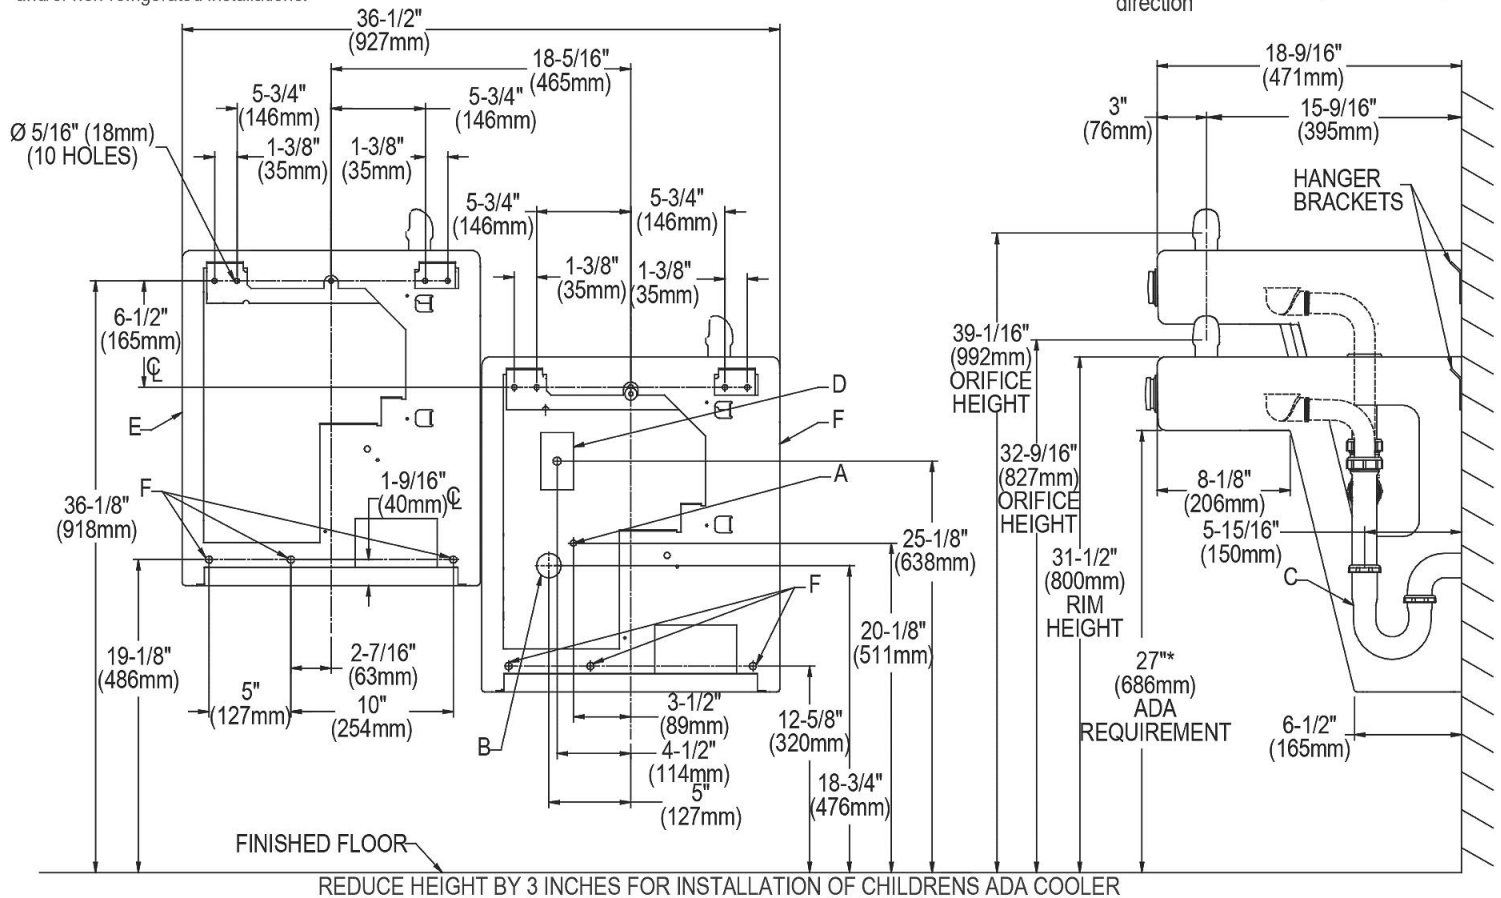 direction
36-1/2"
(927mm)
18-5/16"
(465mm)
5-3/4"
(146mm)
5-3/4"
(146mm)
Ø 5/16" (18mm)
(10 HOLES)
1-3/8"
(35mm)
1-3/8"
(35mm)
5-3/4"
(146mm)
5-3/4"
(146mm)
1-3/8"
(35mm)
1-3/8"
(35mm)
6-1/2"
(165mm)
℄
E
D
F
A
1-9/16"
(40mm)
℄
F
36-1/8"
(918mm)
25-1/8"
(638mm)
F
20-1/8"
(511mm)
19-1/8"
(486mm)
2-7/16"
(63mm)
5"
(127mm)
10"
(254mm)
3-1/2"
(89mm)
12-5/8"
(320mm)
B
4-1/2"
(114mm)
5"
(127mm)
18-3/4"
(476mm)
FINISHED FLOOR
18-9/16"
(471mm)
3"
(76mm)
15-9/16"
(395mm)
HANGER
BRACKETS
39-1/16"
(992mm)
ORIFICE
HEIGHT
32-9/16"
(827mm)
ORIFICE
HEIGHT
8-1/8"
(206mm)
5-15/16"
(150mm)
31-1/2"
(800mm)
RIM
HEIGHT
C
27"*
(686mm)
ADA
REQUIREMENT
6-1/2"
(165mm)
REDUCE HEIGHT BY 3 INCHES FOR INSTALLATION OF CHILDRENS ADA COOLER